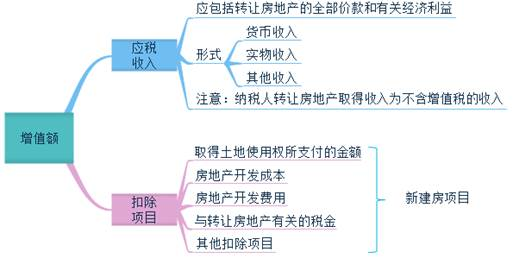 应包括转让房地产的全部价款和有关经济利益
应税
收入
形式
货币收入
实物收入
其他收入
注意：纳税人转让房地产取得收入为不含增值税的收入
增值额
取得土地使用权所支付的金额
房地产开发成本
扣除
项目
房地产开发费用
新建房项目
与转让房地产有关的税金
其他扣除项目